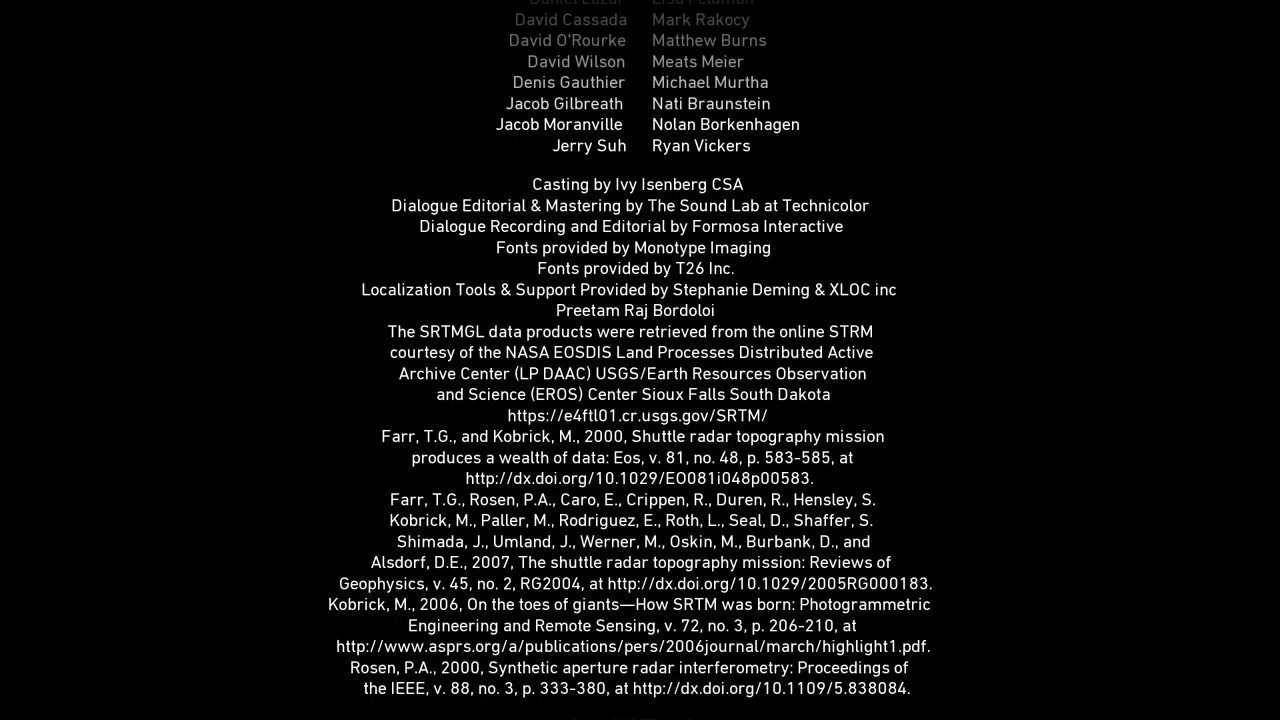 Daniel Lazar Lisa Feldman
David Cassada Mark Rakocy
David O'Rourke Matthew Burns
David Wilson Meats Meier
Denis Gauthier Michael Murtha
Jacob Gilbreath Nati Braunstein
Jacob Moranville Nolan Borkenhagen
Jerry Suh Ryan Vickers
Casting by Ivy Isenberg CSA
Dialogue Editorial & Mastering by The Sound Lab at Technicolor
Dialogue Recording and Editorial by Formosa Interactive
Fonts provided by Monotype Imaging
Fonts provided by T26 Inc.
Localization Tools & Support Provided by Stephanie Deming & XLOC inc
Preetam Raj Bordoloi
The SRTMGL data products were retrieved from the online STRM
courtesy of the NASA EOSDIS Land Processes Distributed Active
Archive Center (LP DAAC) USGS/Earth Resources Observation
and Science (EROS) Center Sioux Falls South Dakota
https://e4ftl01.cr.usgs.gov/SRTM/
Farr, T.G., and Kobrick, M., 2000, Shuttle radar topography mission
produces a wealth of data: Eos, v. 81, no. 48, p. 583-585, at
http://dx.doi.org/10.1029/EO081i048p00583.
Farr, T.G., Rosen, P.A., Caro, E., Crippen, R., Duren, R., Hensley, S.
Kobrick, M., Paller, M., Rodriguez, E., Roth, L., Seal, D., Shaffer, S.
Shimada, J., Umland, J., Werner, M., Oskin, M., Burbank, D., and
Alsdorf, D.E., 2007, The shuttle radar topography mission: Reviews of
Geophysics, v. 45, no. 2, RG2004, at http://dx.doi.org/10.1029/2005RG000183.
Kobrick, M., 2006, On the toes of giants—How SRTM was born: Photogrammetric
Engineering and Remote Sensing, v. 72, no. 3, p. 206-210, at
http://www.asprs.org/a/publications/pers/2006journal/march/highlight1.pdf.
Rosen, P.A., 2000, Synthetic aperture radar interferometry: Proceedings of
the IEEE, v. 88, no. 3, p. 333-380, at http://dx.doi.org/10.1109/5.838084.